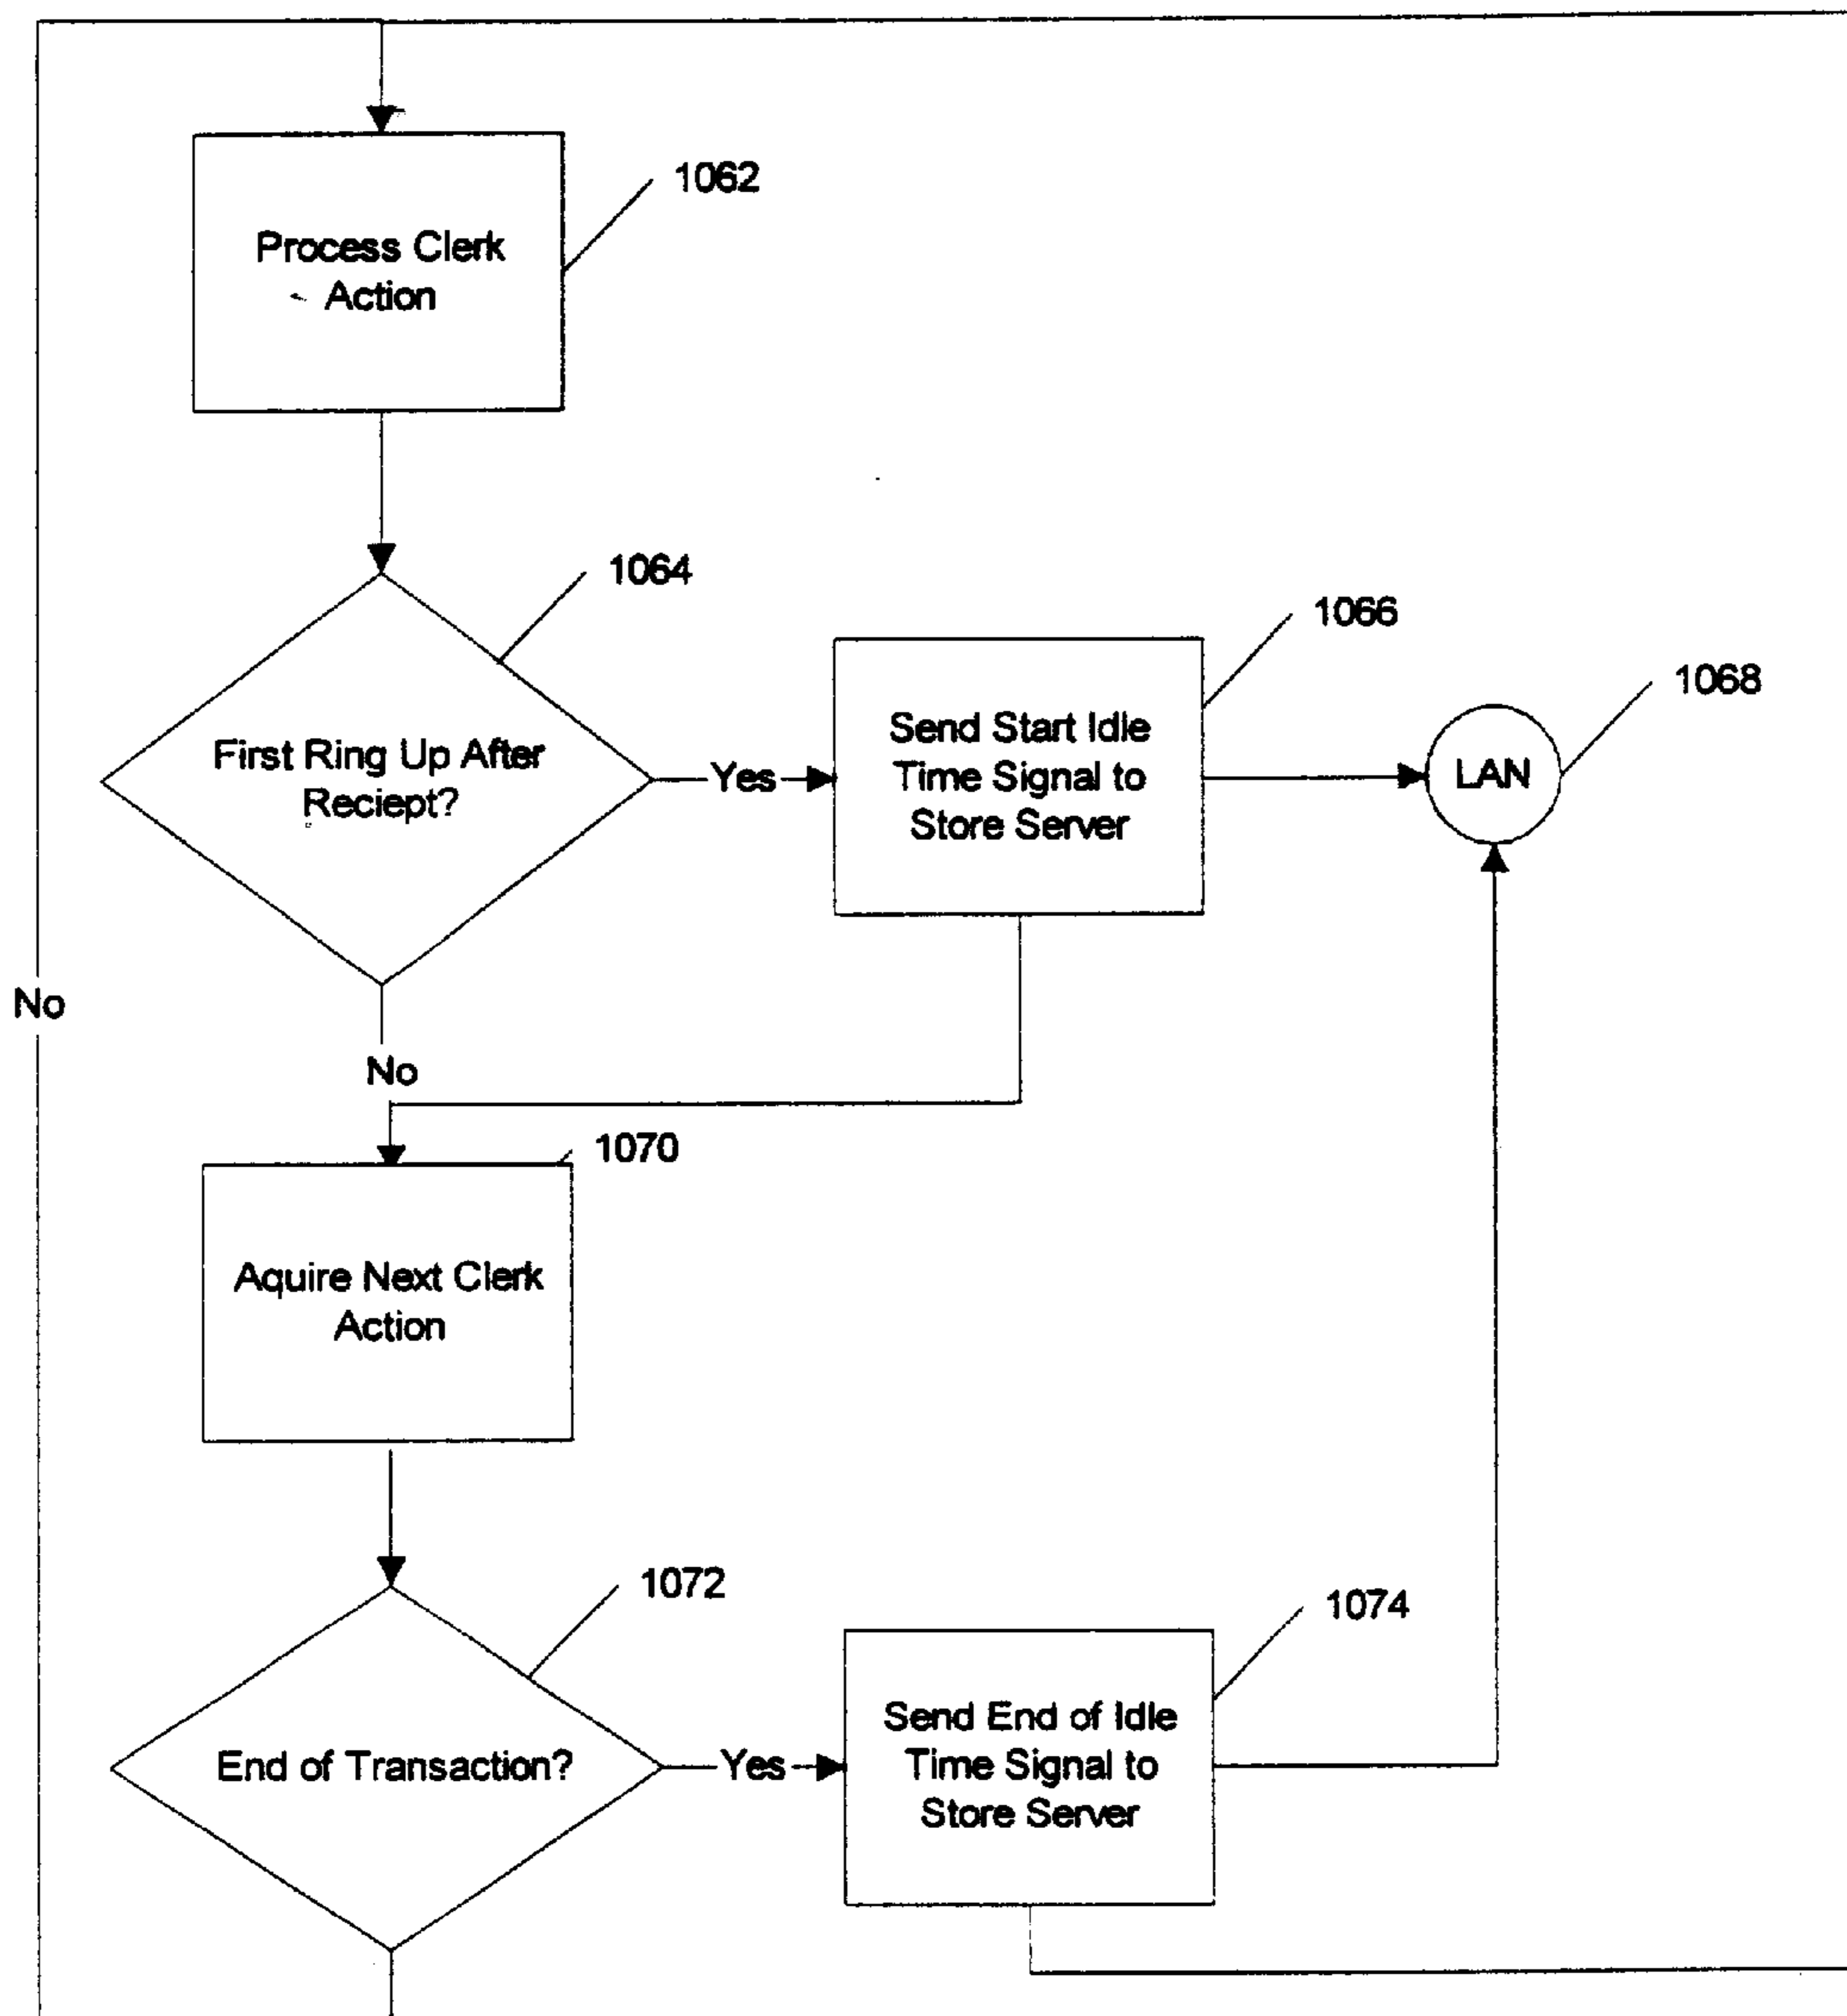 1062
Process Clerk
Action
1064
First Ring Up After
Reciept?
Yes
1066
Send Start Idle
Time Signal to
Store Server
1068
LAN
No
No
1070
Aquire Next Clerk
Action
1072
End of Transaction?
Yes
1074
Send End of Idle
Time Signal to
Store Server